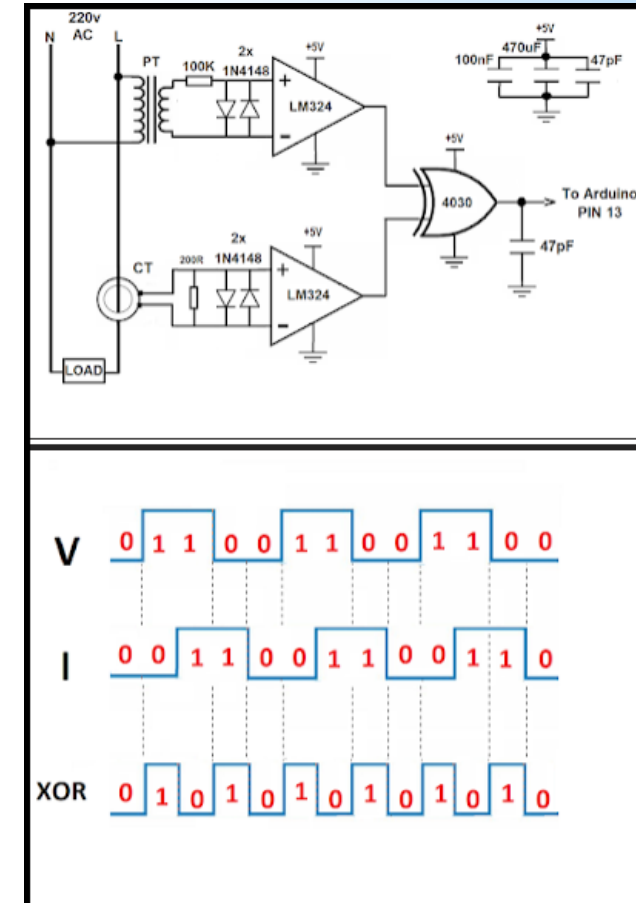 220v
N AC L
PT
100K
2x
1N4148
+5V
+
LM324
−
+5V
100nF 470uF 47pF
+5V
4030
To Arduino
PIN 13
47pF
CT
200R
2x
1N4148
+5V
+
LM324
−
LOAD
V 0 1 1 0 0 1 1 0 0 1 1 0 0
I 0 0 1 1 0 0 1 1 0 0 1 1 0
XOR 0 1 0 1 0 1 0 1 0 1 0 1 0